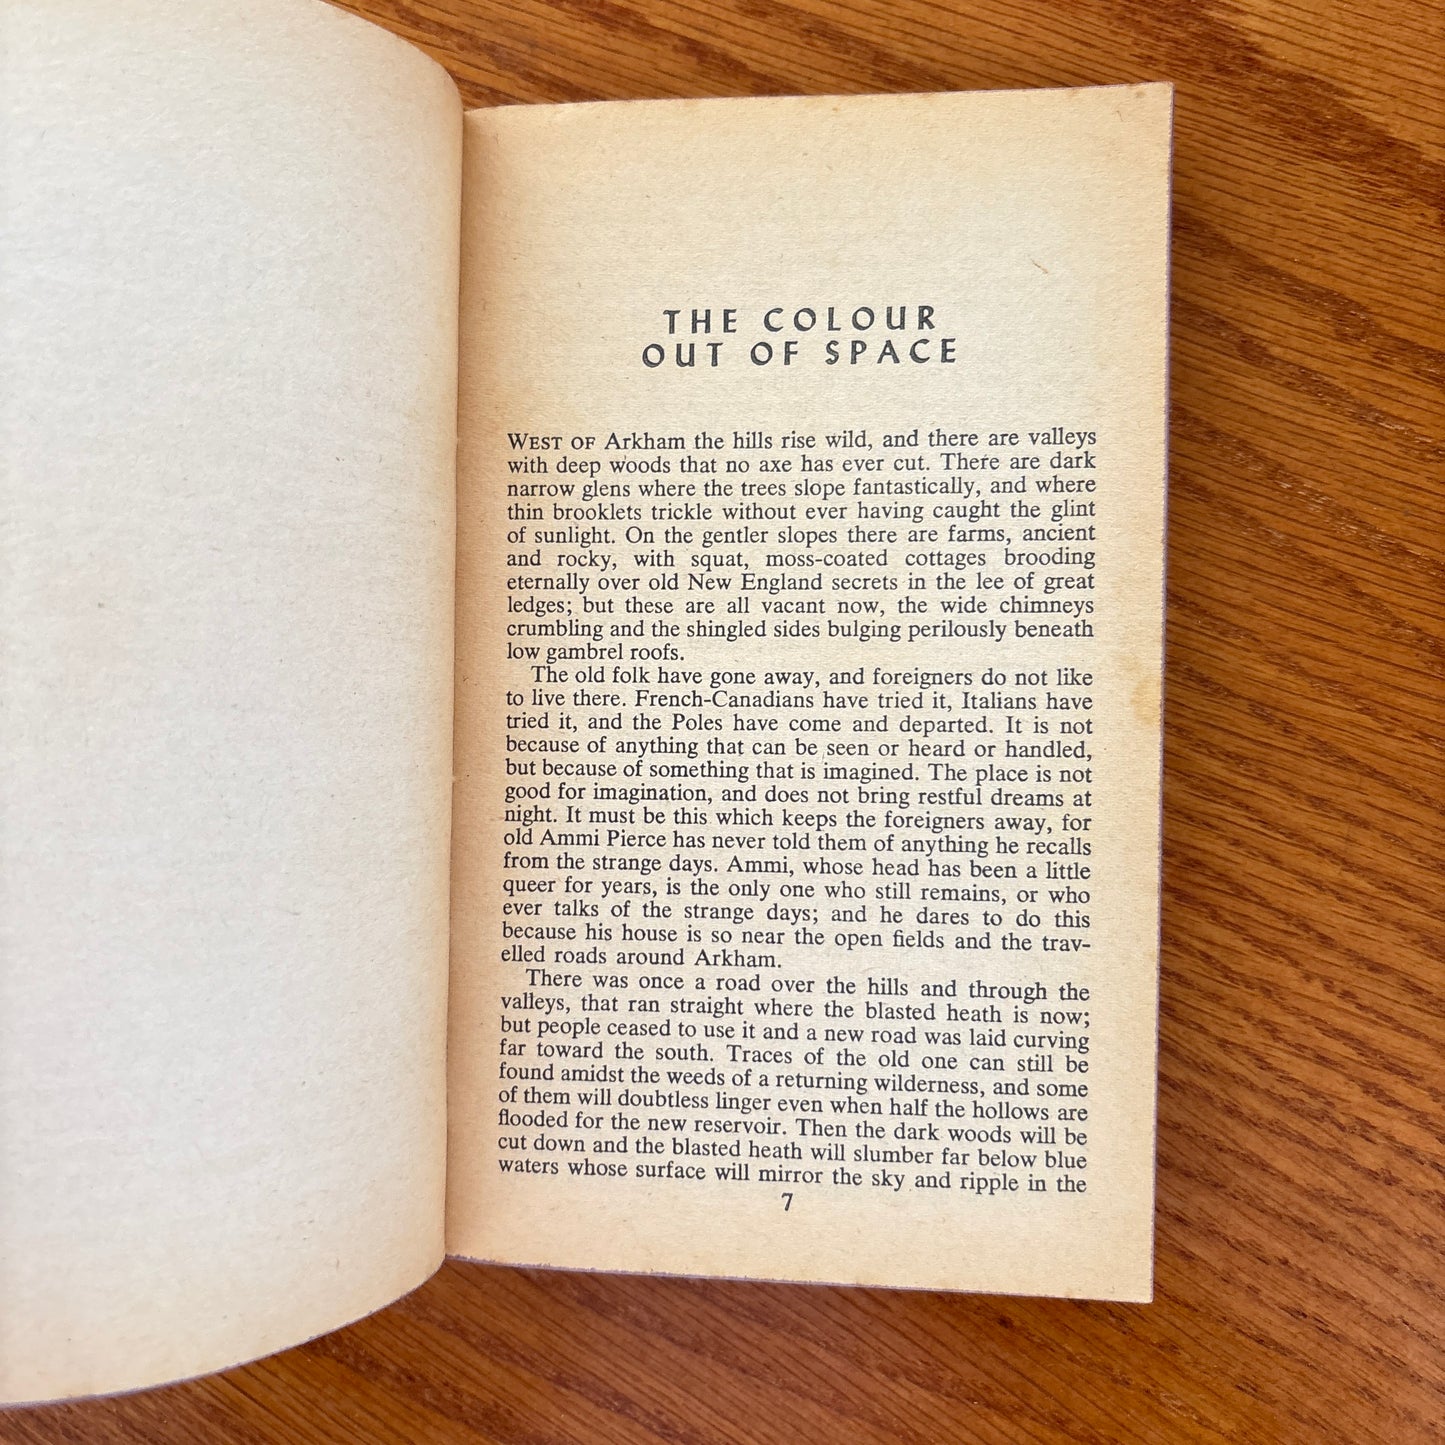 THE COLOUR
OUT OF SPACE
WEST OF Arkham the hills rise wild, and there are valleys
with deep woods that no axe has ever cut. There are dark
narrow glens where the trees slope fantastically, and where
thin brooklets trickle without ever having caught the glint
of sunlight. On the gentler slopes there are farms, ancient
and rocky, with squat, moss-coated cottages brooding
eternally over old New England secrets in the lee of great
ledges; but these are all vacant now, the wide chimneys
crumbling and the shingled sides bulging perilously beneath
low gambrel roofs.
The old folk have gone away, and foreigners do not like
to live there. French-Canadians have tried it, Italians have
tried it, and the Poles have come and departed. It is not
because of anything that can be seen or heard or handled,
but because of something that is imagined. The place is not
good for imagination, and does not bring restful dreams at
night. It must be this which keeps the foreigners away, for
old Ammi Pierce has never told them of anything he recalls
from the strange days. Ammi, whose head has been a little
queer for years, is the only one who still remains, or who
ever talks of the strange days; and he dares to do this
because his house is so near the open fields and the trav-
elled roads around Arkham.
There was once a road over the hills and through the
valleys, that ran straight where the blasted heath is now;
but people ceased to use it and a new road was laid curving
far toward the south. Traces of the old one can still be
found amidst the weeds of a returning wilderness, and some
of them will doubtless linger even when half the hollows are
flooded for the new reservoir. Then the dark woods will be
cut down and the blasted heath will slumber far below blue
waters whose surface will mirror the sky and ripple in the
7